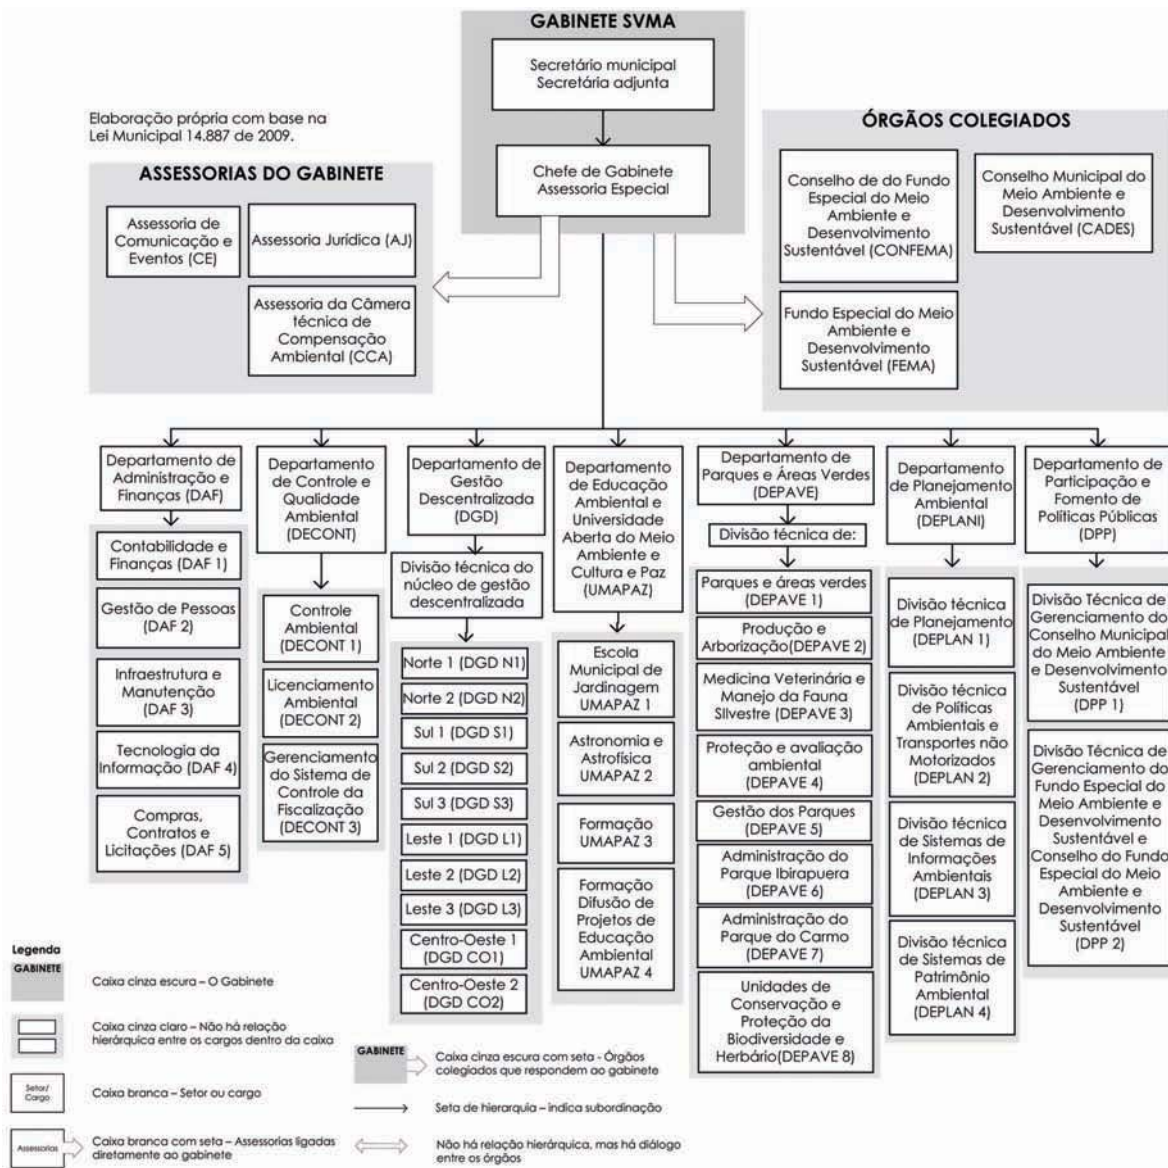 GABINETE SVMA
Secretário municipal
Secretária adjunta
Elaboração própria com base na
Lei Municipal 14.887 de 2009.
Chefe de Gabinete
Assessoria Especial
ASSESSORIAS DO GABINETE
Assessoria de
Comunicação e
Eventos (CE)
Assessoria Jurídica (AJ)
Assessoria da Câmera
técnica de
Compensação
Ambiental (CCA)
ÓRGÃOS COLEGIADOS
Conselho de do Fundo
Especial do Meio
Ambiente e
Desenvolvimento
Sustentável (CONFEMA)
Conselho Municipal do
Meio Ambiente e
Desenvolvimento
Sustentável (CADES)
Fundo Especial do Meio
Ambiente e
Desenvolvimento
Sustentável (FEMA)
Departamento de
Administração e
Finanças (DAF)
Contabilidade e
Finanças (DAF 1)
Gestão de Pessoas
(DAF 2)
Infraestrutura e
Manutenção
(DAF 3)
Tecnologia da
Informação (DAF 4)
Compras,
Contratos e
Licitações (DAF 5)
Departamento
de Controle e
Qualidade
Ambiental
(DECONT)
Controle
Ambiental
(DECONT 1)
Licenciamento
Ambiental
(DECONT 2)
Gerenciamento
do Sistema de
Controle da
Fiscalização
(DECONT 3)
Departamento de
Gestão
Descentralizada
(DGD)
Divisão técnica do
núcleo de gestão
descentralizada
Norte 1 (DGD N1)
Norte 2 (DGD N2)
Sul 1 (DGD S1)
Sul 2 (DGD S2)
Sul 3 (DGD S3)
Leste 1 (DGD L1)
Leste 2 (DGD L2)
Leste 3 (DGD L3)
Centro-Oeste 1
(DGD CO1)
Centro-Oeste 2
(DGD CO2)
Departamento
de Educação
Ambiental e
Universidade
Aberta do Meio
Ambiente e
Cultura e Paz
(UMAPAZ)
Escola
Municipal de
Jardinagem
UMAPAZ 1
Astronomia e
Astrofísica
UMAPAZ 2
Formação
UMAPAZ 3
Formação
Difusão de
Projetos de
Educação
Ambiental
UMAPAZ 4
Departamento de
Parques e Áreas Verdes
(DEPAVE)
Divisão técnica de:
Parques e áreas verdes
(DEPAVE 1)
Produção e
Arborização(DEPAVE 2)
Medicina Veterinária e
Manejo da Fauna
Silvestre (DEPAVE 3)
Proteção e avaliação
ambiental
(DEPAVE 4)
Gestão dos Parques
(DEPAVE 5)
Administração do
Parque Ibirapuera
(DEPAVE 6)
Administração do
Parque do Carmo
(DEPAVE 7)
Unidades de
Conservação e
Proteção da
Biodiversidade e
Herbário(DEPAVE 8)
Departamento
de Planejamento
Ambiental
(DEPLANI)
Divisão técnica
de Planejamento
(DEPLAN 1)
Divisão técnica
de Políticas
Ambientais e
Transportes não
Motorizados
(DEPLAN 2)
Divisão técnica
de Sistemas de
Informações
Ambientais
(DEPLAN 3)
Divisão técnica
de Sistemas de
Patrimônio
Ambiental
(DEPLAN 4)
Departamento de
Participação e
Fomento de
Políticas Públicas
(DPP)
Divisão Técnica de
Gerenciamento do
Conselho Municipal
do Meio Ambiente
e Desenvolvimento
Sustentável
(DPP 1)
Divisão Técnica de
Gerenciamento do
Fundo Especial do
Meio Ambiente e
Desenvolvimento
Sustentável e
Conselho do Fundo
Especial do Meio
Ambiente e
Desenvolvimento
Sustentável
(DPP 2)
Legenda
GABINETE
Caixa cinza escura – O Gabinete
Caixa cinza claro – Não há relação
hierárquica entre os cargos dentro da caixa
Setor/
Cargo
Caixa branca – Setor ou cargo
Assessorias
Caixa branca com seta – Assessorias ligadas
diretamente ao gabinete
GABINETE
Caixa cinza escura com seta - Órgãos
colegiados que respondem ao gabinete
Seta de hierarquia – indica subordinação
Não há relação hierárquica, mas há diálogo
entre os órgãos